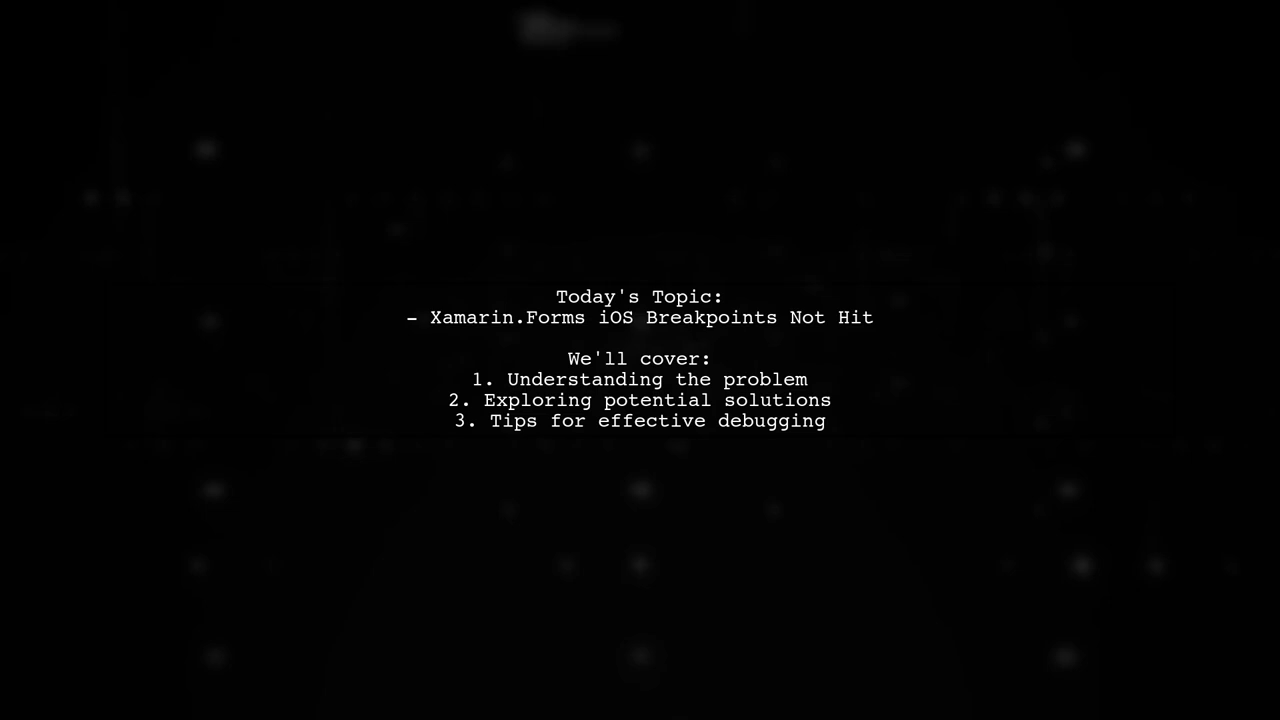 Today's Topic:
- Xamarin.Forms iOS Breakpoints Not Hit
We'll cover:
1. Understanding the problem
2. Exploring potential solutions
3. Tips for effective debugging